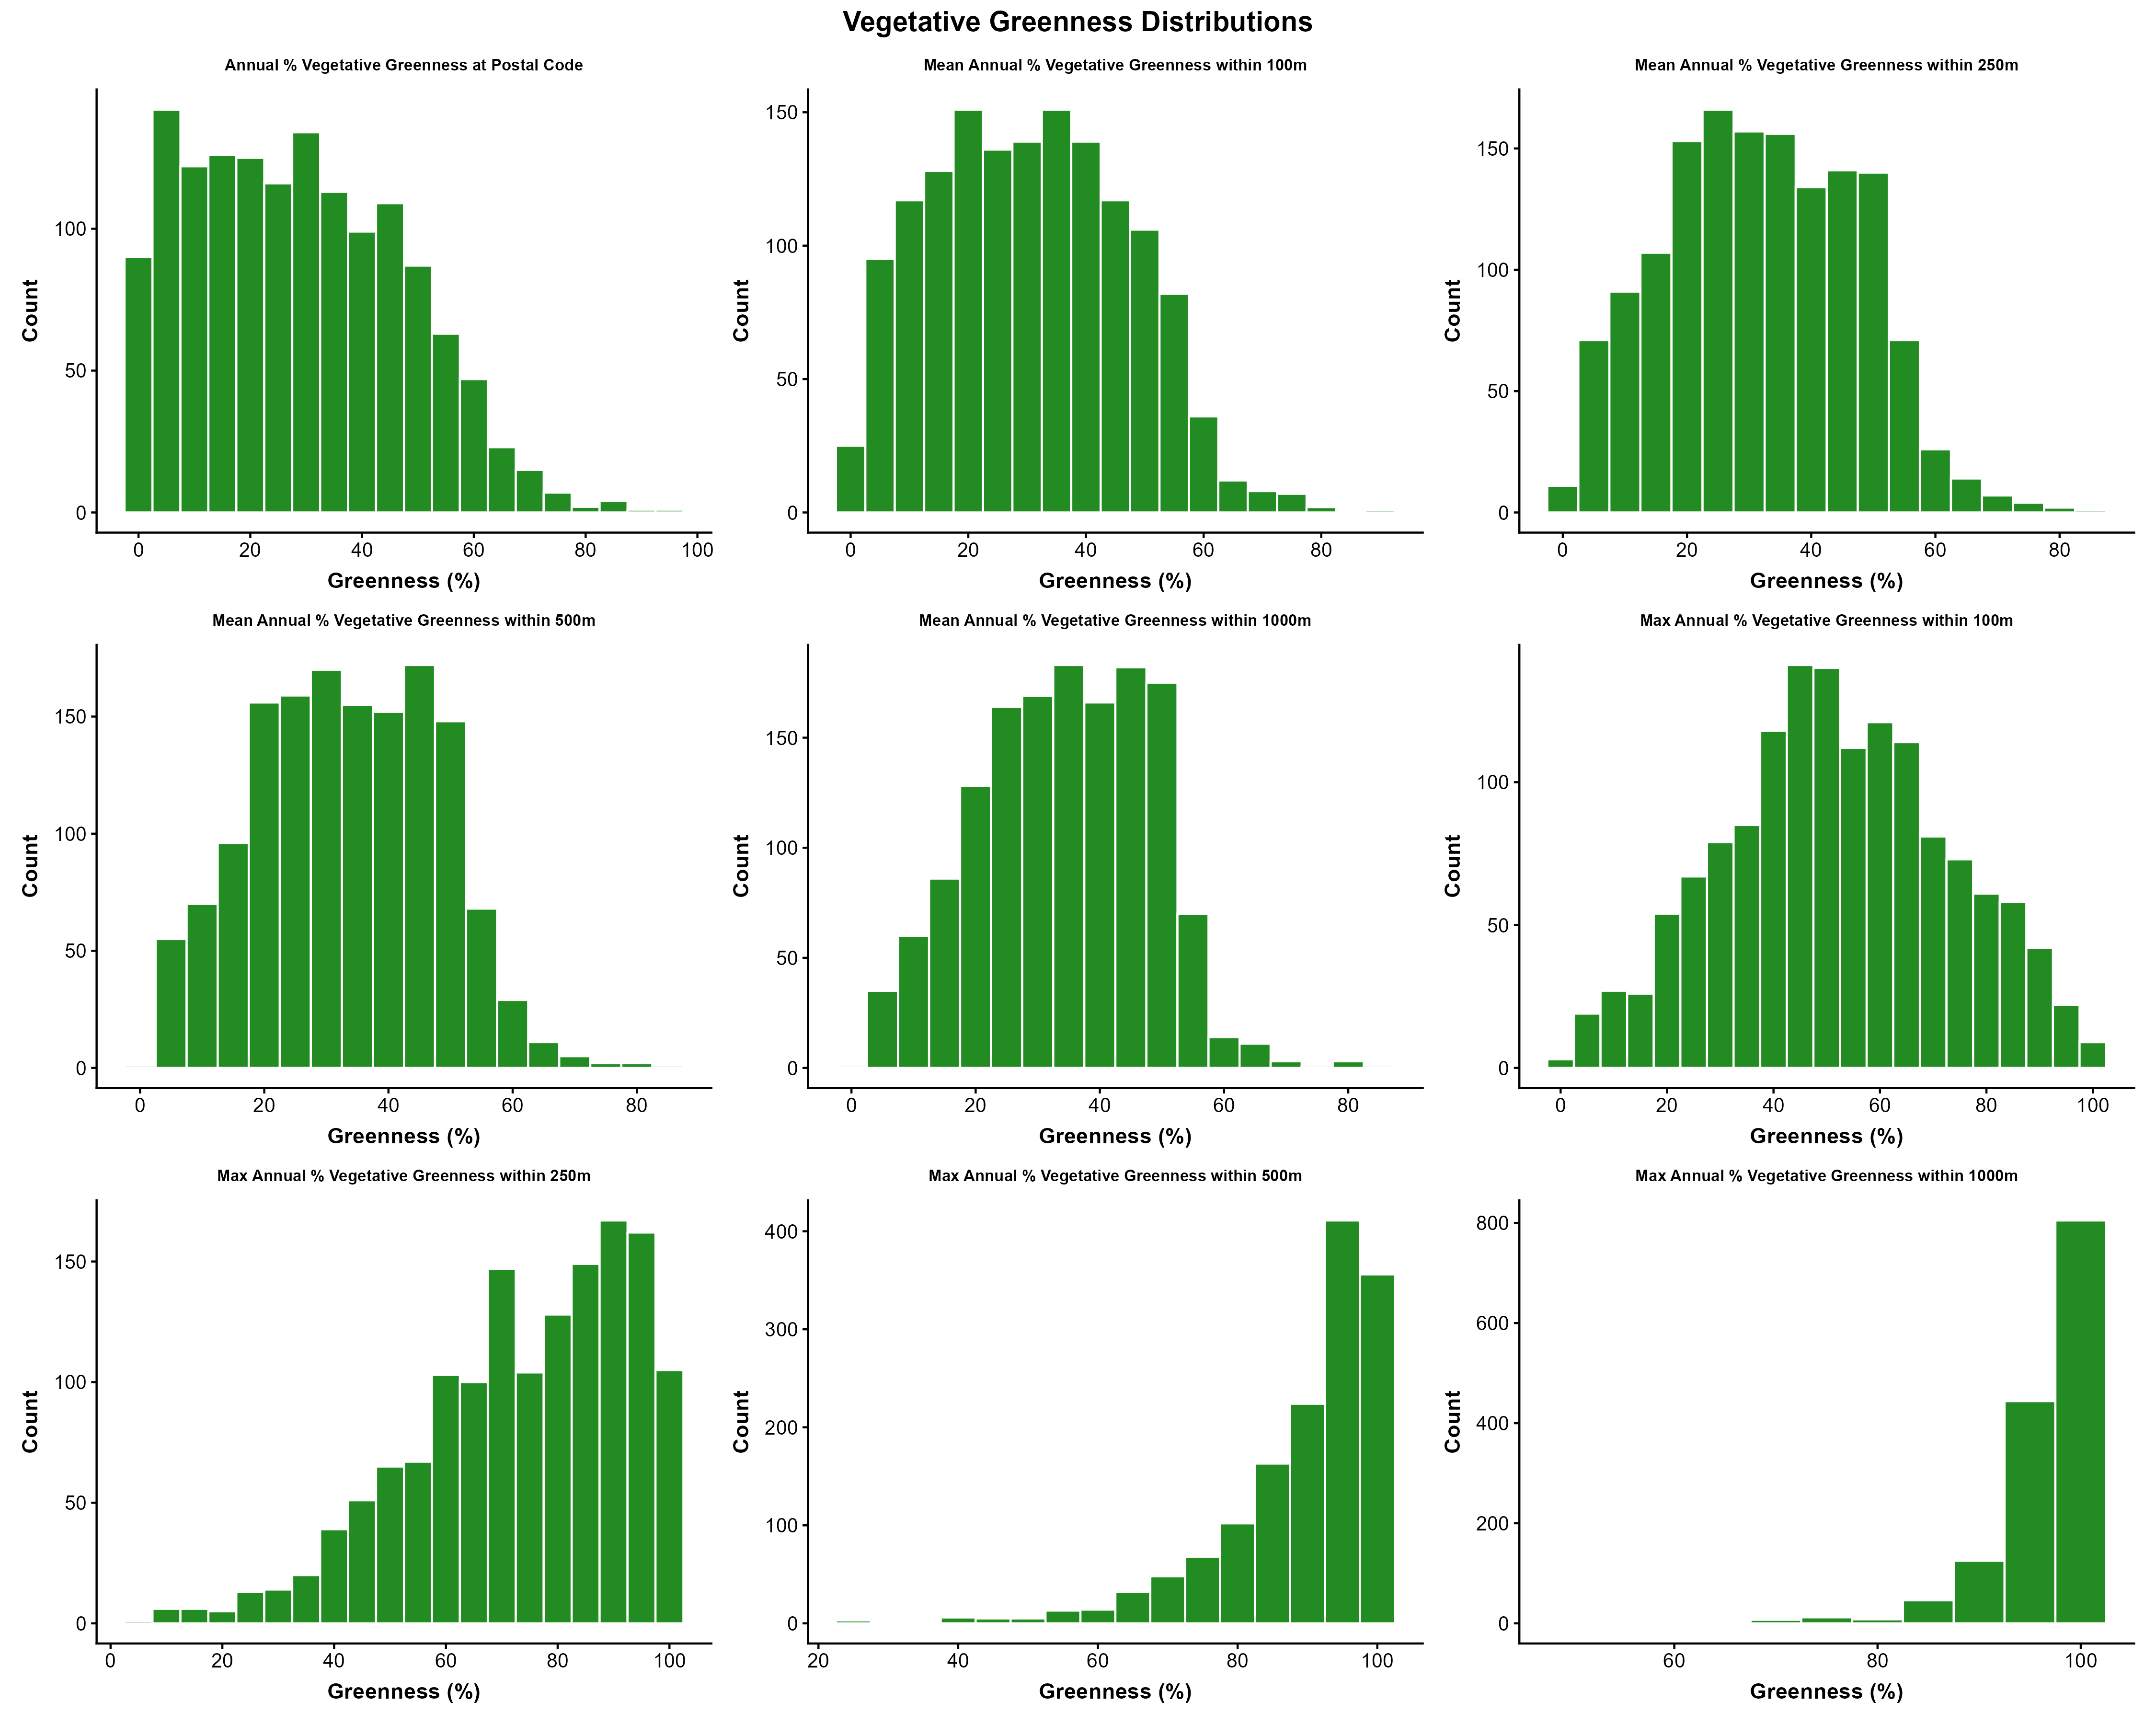 Vegetative Greenness Distributions
Annual % Vegetative Greenness at Postal Code
Count
100
50
0
0 20 40 60 80 100
Greenness (%)
Mean Annual % Vegetative Greenness within 100m
Count
150
100
50
0
0 20 40 60 80
Greenness (%)
Mean Annual % Vegetative Greenness within 250m
Count
150
100
50
0
0 20 40 60 80
Greenness (%)
Mean Annual % Vegetative Greenness within 500m
Count
150
100
50
0
0 20 40 60 80
Greenness (%)
Mean Annual % Vegetative Greenness within 1000m
Count
150
100
50
0
0 20 40 60 80
Greenness (%)
Max Annual % Vegetative Greenness within 100m
Count
100
50
0
0 20 40 60 80 100
Greenness (%)
Max Annual % Vegetative Greenness within 250m
Count
150
100
50
0
0 20 40 60 80 100
Greenness (%)
Max Annual % Vegetative Greenness within 500m
Count
400
300
200
100
0
20 40 60 80 100
Greenness (%)
Max Annual % Vegetative Greenness within 1000m
Count
800
600
400
200
0
60 80 100
Greenness (%)